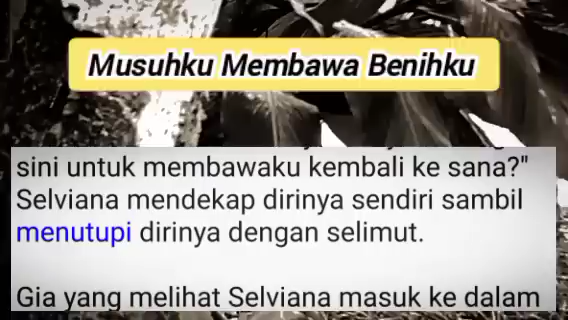 Musuhku Membawa Benihku
sini untuk membawaku kembali ke sana?"
Selviana mendekap dirinya sendiri sambil
menutupi dirinya dengan selimut.
Gia yang melihat Selviana masuk ke dalam